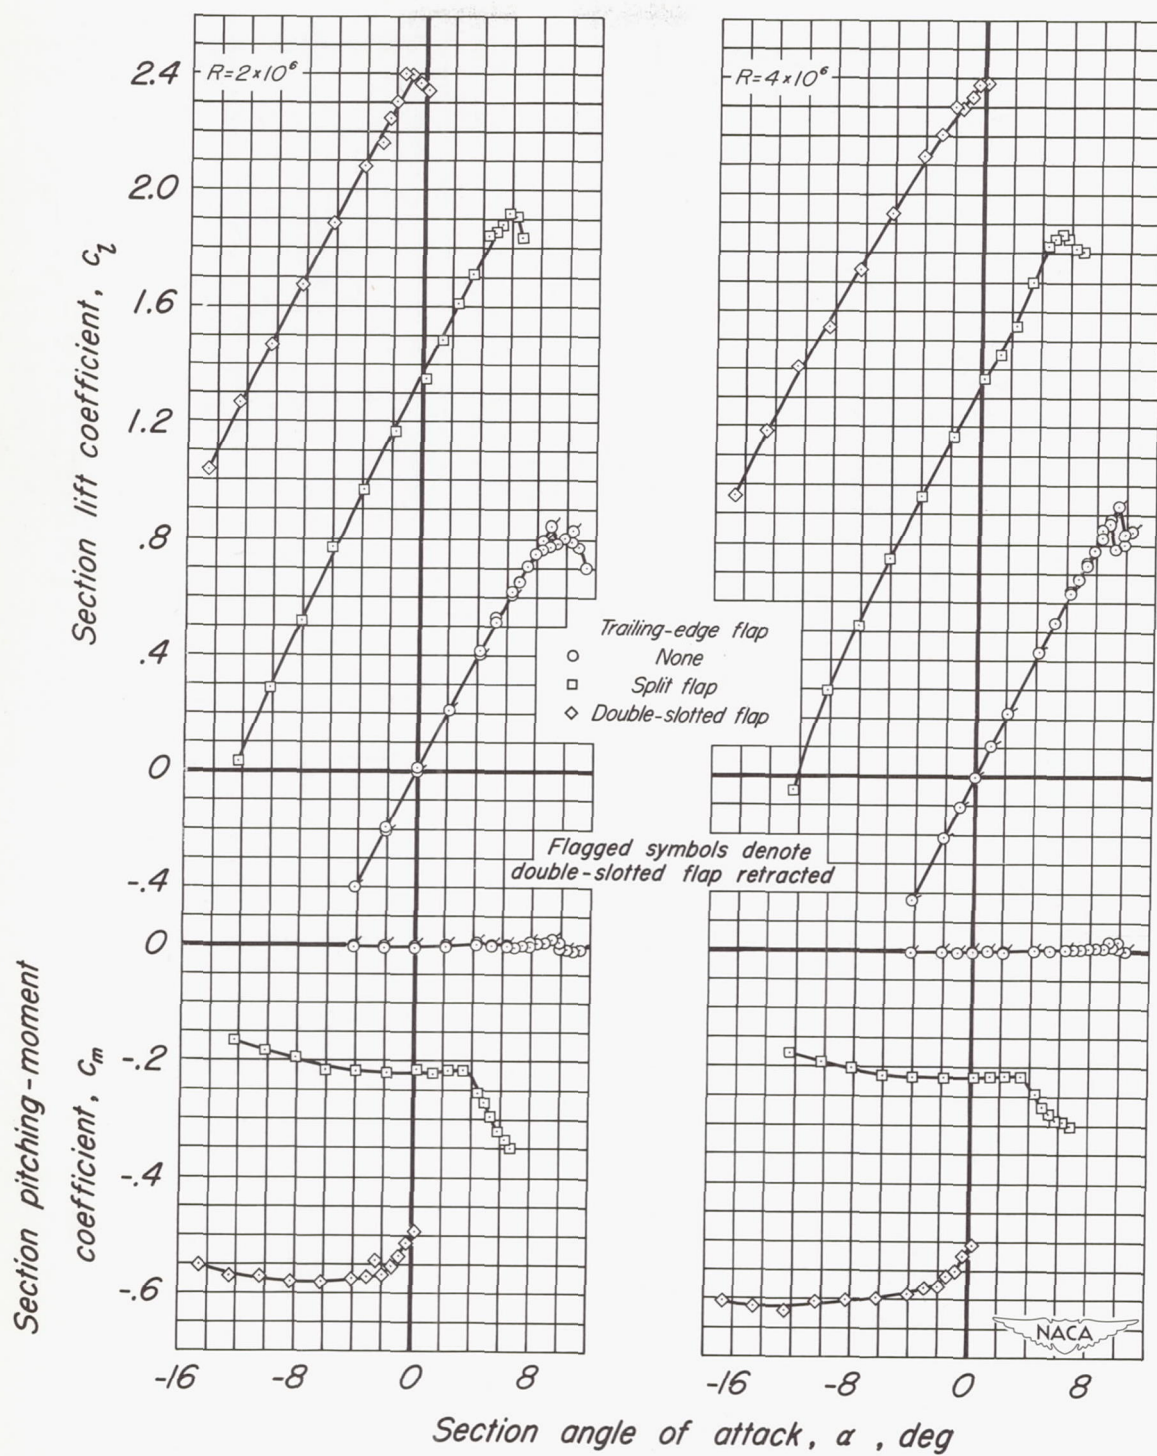 R=2×10⁶
R=4×10⁶
2.4
2.0
1.6
1.2
.8
.4
0
-.4
Section lift coefficient, cl
Trailing-edge flap
None
Split flap
Double-slotted flap
Flagged symbols denote
double-slotted flap retracted
0
-.2
-.4
-.6
Section pitching-moment
coefficient, cm
NACA
-16 -8 0 8
-16 -8 0 8
Section angle of attack, α , deg